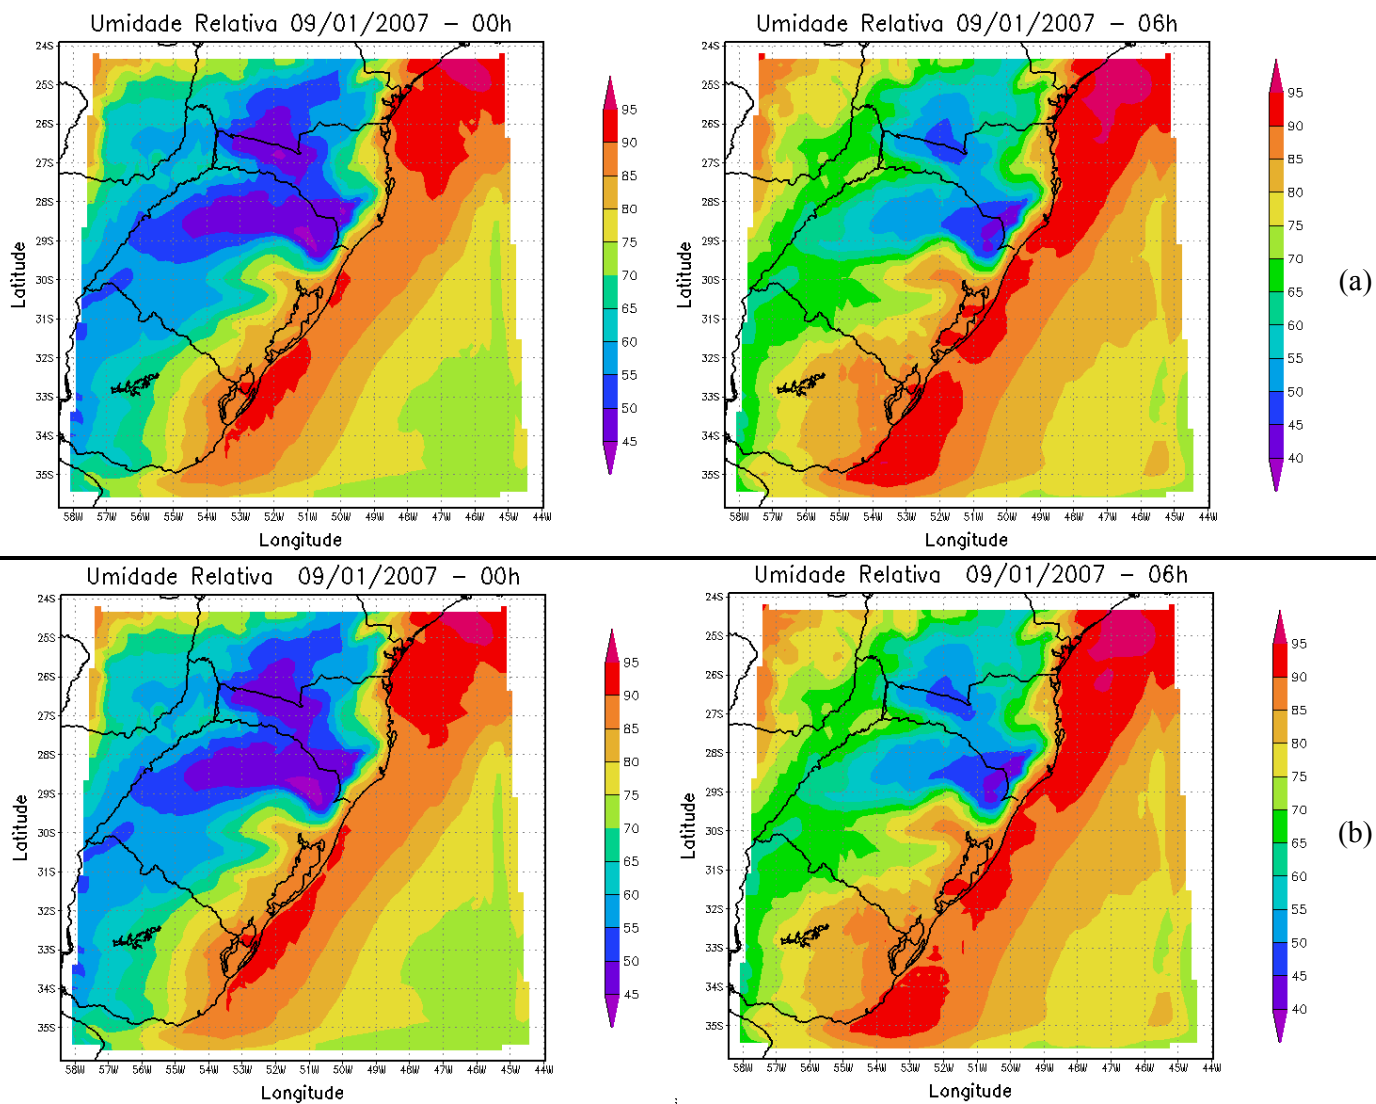 Umidade Relativa 09/01/2007 – 00h
24S
25S
26S
27S
28S
29S
30S
31S
32S
33S
34S
35S
Latitude
58W 57W 56W 55W 54W 53W 52W 51W 50W 49W 48W 47W 46W 45W 44W
Longitude
95
90
85
80
75
70
65
60
55
50
45
Umidade Relativa 09/01/2007 – 06h
24S
25S
26S
27S
28S
29S
30S
31S
32S
33S
34S
35S
Latitude
58W 57W 56W 55W 54W 53W 52W 51W 50W 49W 48W 47W 46W 45W 44W
Longitude
95
90
85
80
75
70
65
60
55
50
45
40
(a)
Umidade Relativa 09/01/2007 – 00h
24S
25S
26S
27S
28S
29S
30S
31S
32S
33S
34S
35S
Latitude
58W 57W 56W 55W 54W 53W 52W 51W 50W 49W 48W 47W 46W 45W 44W
Longitude
95
90
85
80
75
70
65
60
55
50
45
Umidade Relativa 09/01/2007 – 06h
24S
25S
26S
27S
28S
29S
30S
31S
32S
33S
34S
35S
Latitude
58W 57W 56W 55W 54W 53W 52W 51W 50W 49W 48W 47W 46W 45W 44W
Longitude
95
90
85
80
75
70
65
60
55
50
45
40
(b)